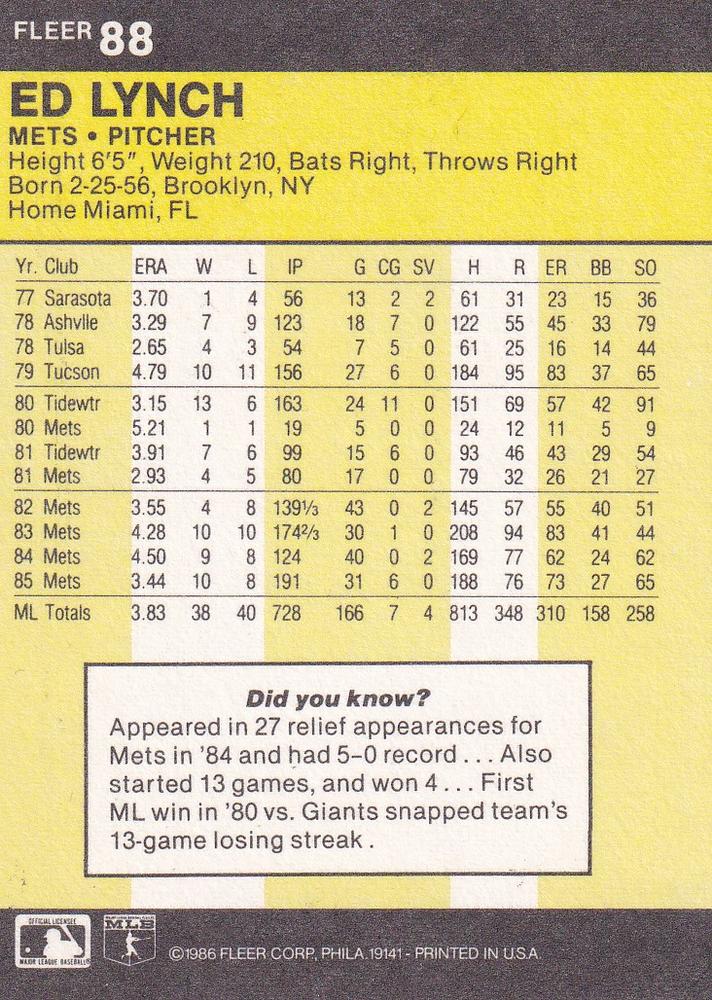 FLEER 88
ED LYNCH
METS • PITCHER
Height 6'5", Weight 210, Bats Right, Throws Right
Born 2-25-56, Brooklyn, NY
Home Miami, FL
Yr. Club ERA W L IP G CG SV H R ER BB SO
77 Sarasota 3.70 1 4 56 13 2 2 61 31 23 15 36
78 Ashvlle 3.29 7 9 123 18 7 0 122 55 45 33 79
78 Tulsa 2.65 4 3 54 7 5 0 61 25 16 14 44
79 Tucson 4.79 10 11 156 27 6 0 184 95 83 37 65
80 Tidewtr 3.15 13 6 163 24 11 0 151 69 57 42 91
80 Mets 5.21 1 1 19 5 0 0 24 12 11 5 9
81 Tidewtr 3.91 7 6 99 15 6 0 93 46 43 29 54
81 Mets 2.93 4 5 80 17 0 0 79 32 26 21 27
82 Mets 3.55 4 8 139⅓ 43 0 2 145 57 55 40 51
83 Mets 4.28 10 10 174⅔ 30 1 0 208 94 83 41 44
84 Mets 4.50 9 8 124 40 0 2 169 77 62 24 62
85 Mets 3.44 10 8 191 31 6 0 188 76 73 27 65
ML Totals 3.83 38 40 728 166 7 4 813 348 310 158 258
Did you know?
Appeared in 27 relief appearances for
Mets in '84 and had 5-0 record . . . Also
started 13 games, and won 4 . . . First
ML win in '80 vs. Giants snapped team's
13-game losing streak .
OFFICIAL LICENSEE
MAJOR LEAGUE BASEBALL®
MLB
©1986 FLEER CORP., PHILA. 19141 - PRINTED IN U.S.A.